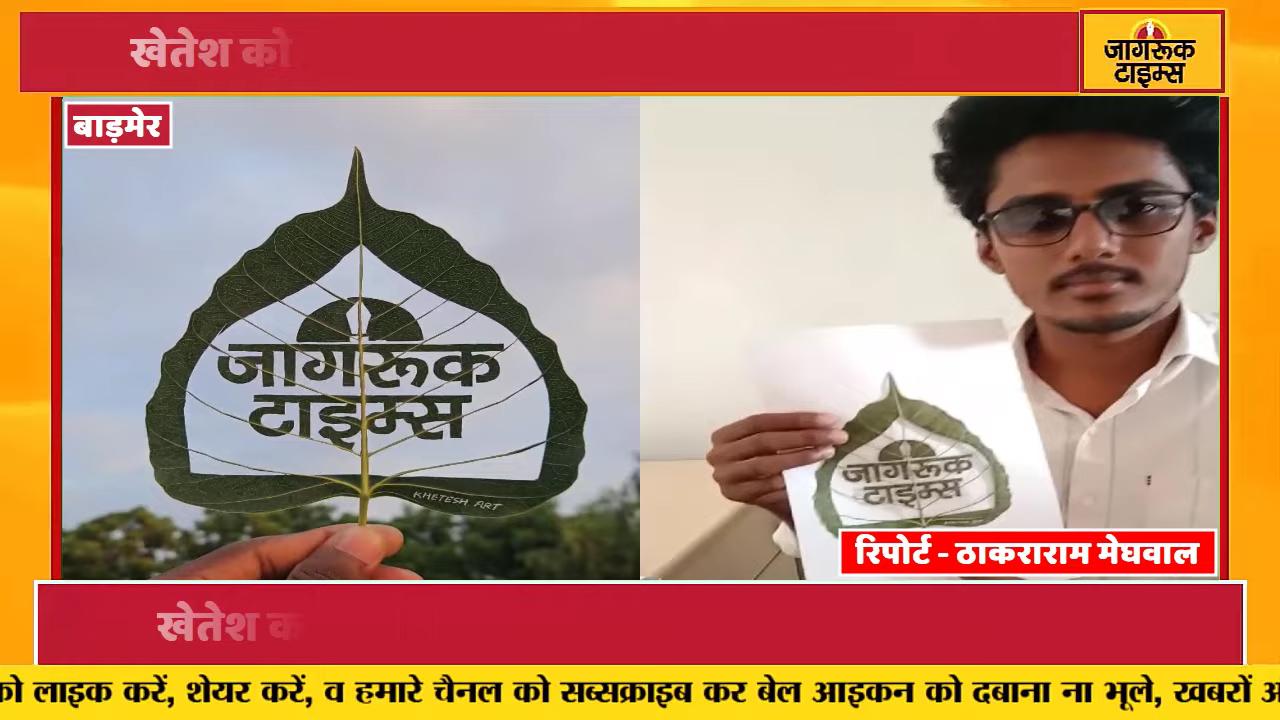 खेतेश को
जागरूक
टाइम्स
बाड़मेर
जागरूक
टाइम्स
KHETESH ART
जागरूक
टाइम्स
रिपोर्ट - ठाकराराम मेघवाल
खेतेश
को लाइक करें, शेयर करें, व हमारे चैनल को सब्सक्राइब कर बेल आइकन को दबाना ना भूले, खबरों